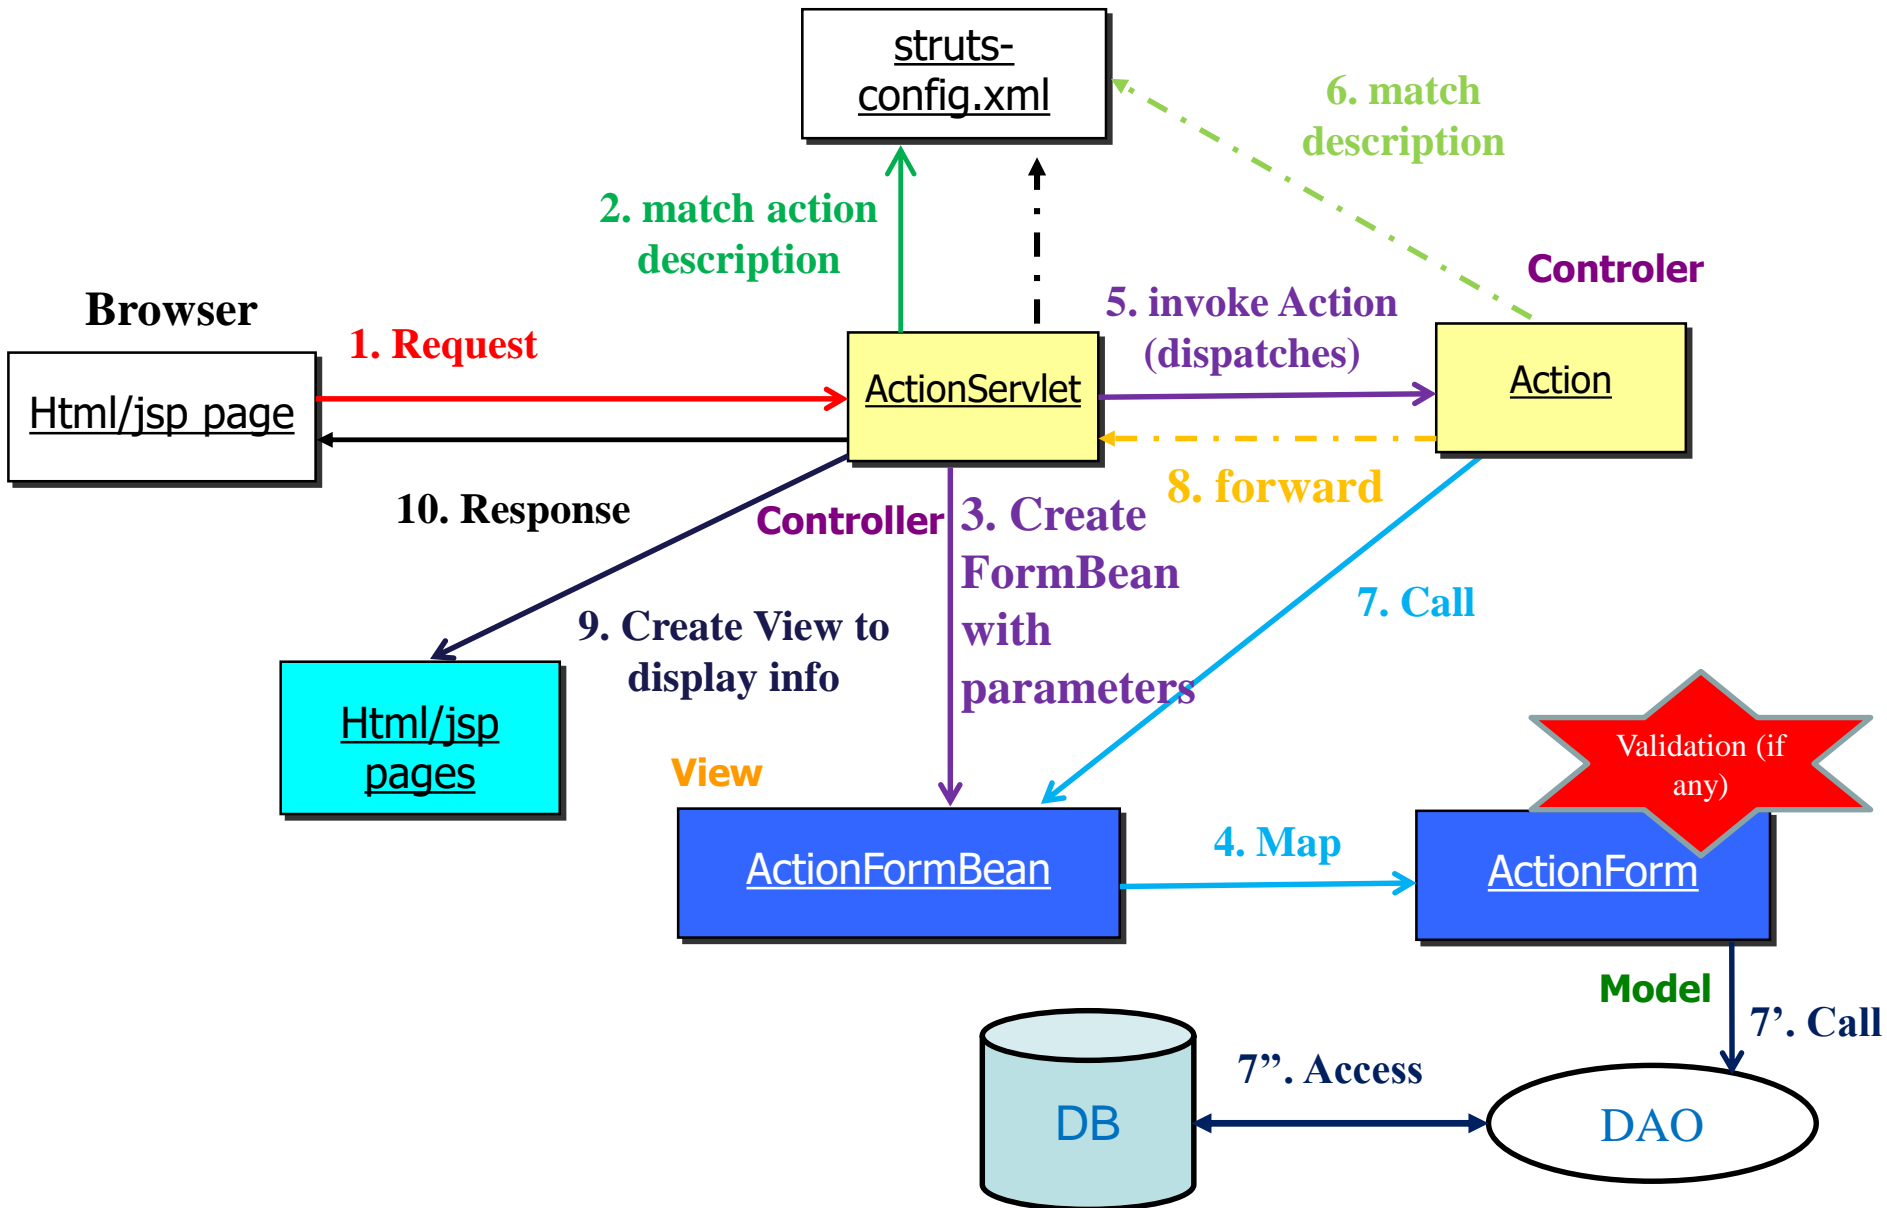 struts-
config.xml
6. match
description
2. match action
description
Controler
Browser
1. Request
5. invoke Action
(dispatches)
Html/jsp page
ActionServlet
Action
10. Response
8. forward
Controller
3. Create
FormBean
with
parameters
7. Call
9. Create View to
display info
Html/jsp
pages
View
Validation (if
any)
ActionFormBean
4. Map
ActionForm
Model
7’. Call
7”. Access
DB
DAO